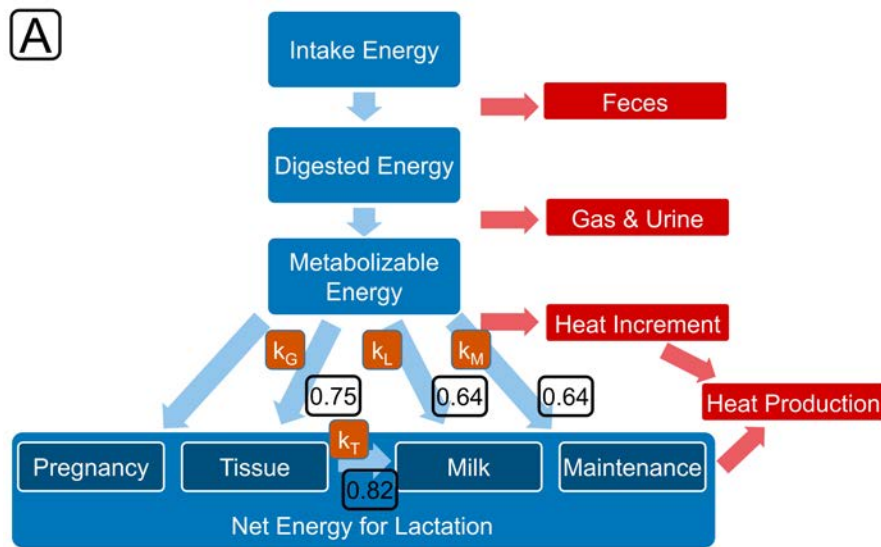 A
Intake Energy
Feces
Digested Energy
Gas & Urine
Metabolizable
Energy
Heat Increment
kG
kL
kM
0.75
0.64
0.64
Heat Production
kT
Pregnancy
Tissue
Milk
Maintenance
0.82
Net Energy for Lactation